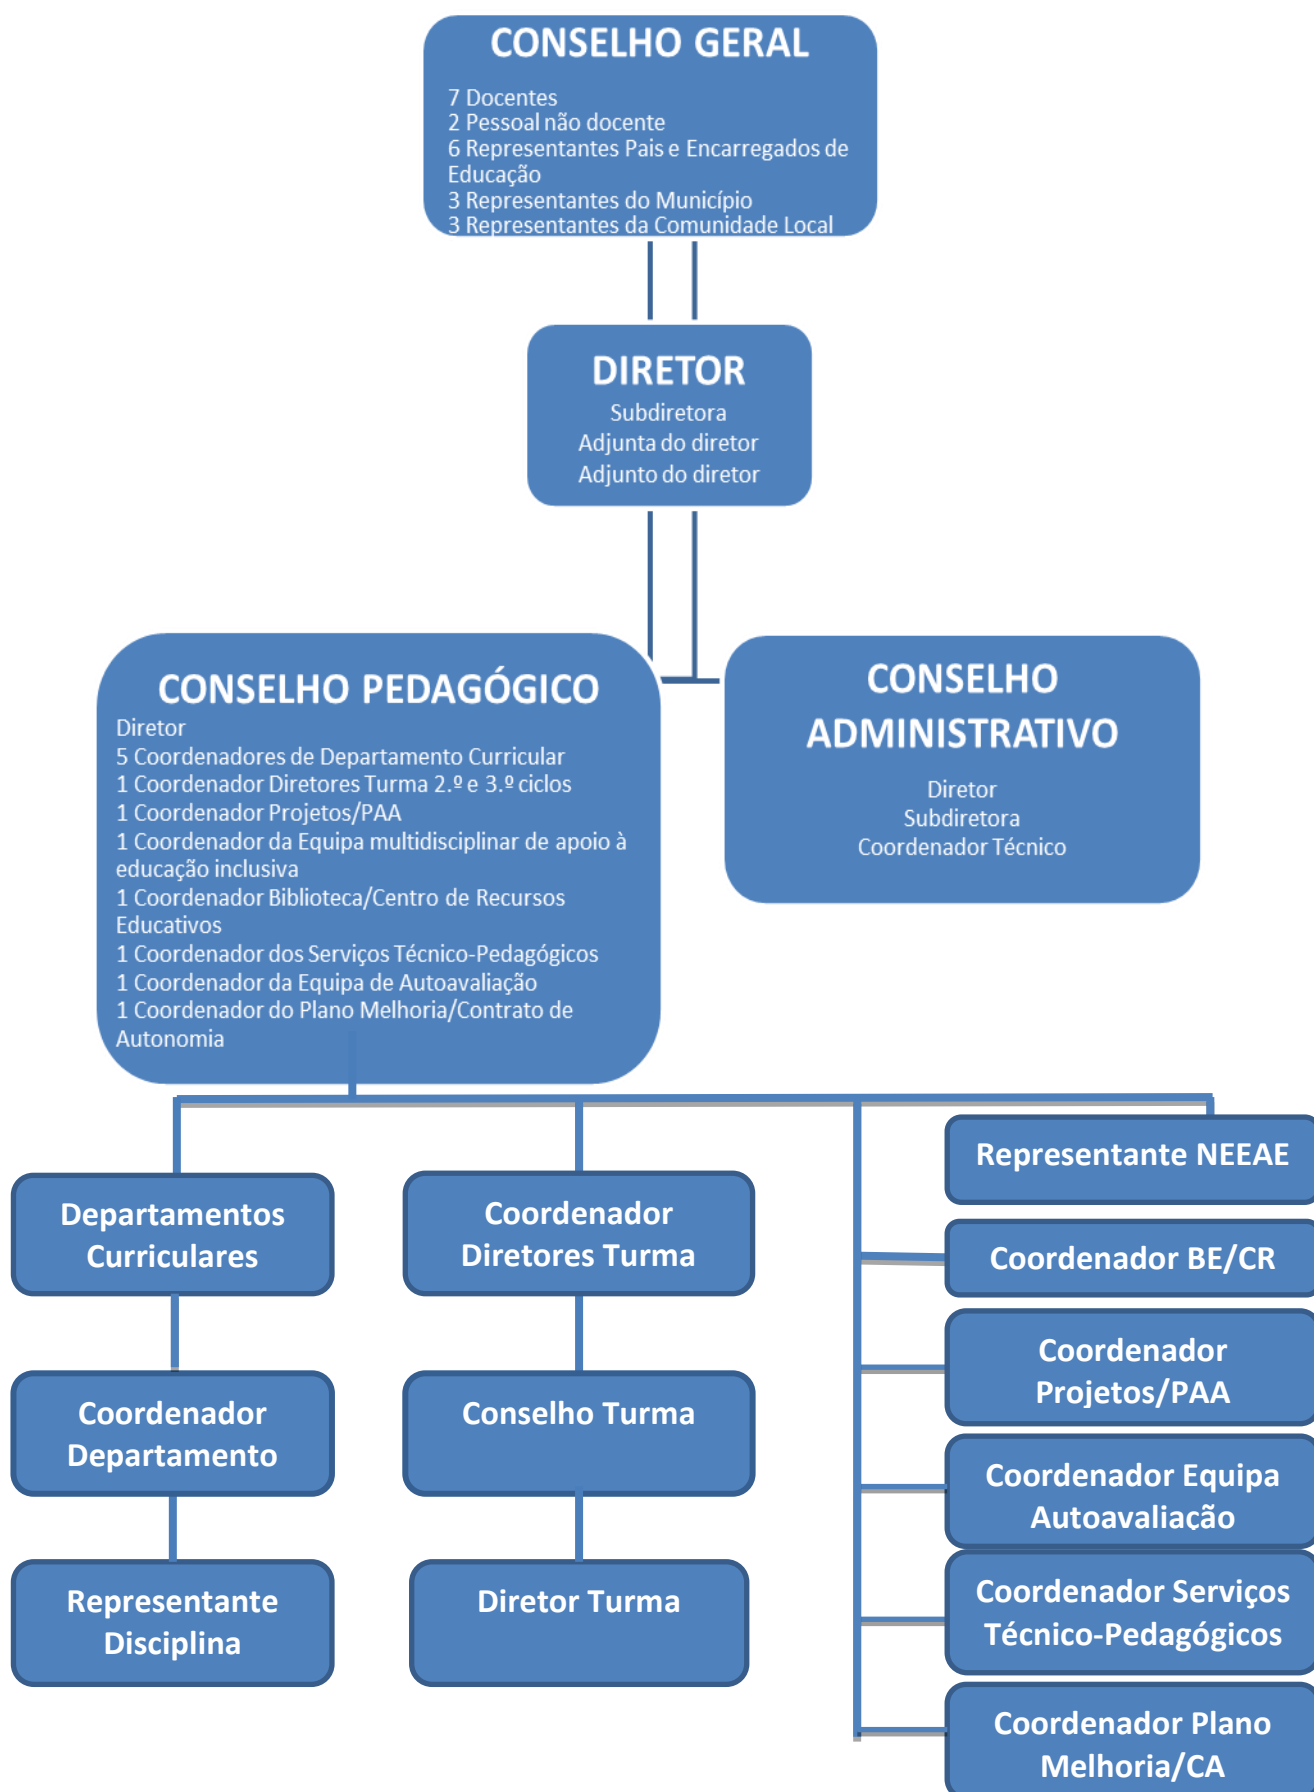 CONSELHO GERAL
7 Docentes
2 Pessoal não docente
6 Representantes Pais e Encarregados de
Educação
3 Representantes do Município
3 Representantes da Comunidade Local
DIRETOR
Subdiretora
Adjunta do diretor
Adjunto do diretor
CONSELHO PEDAGÓGICO
Diretor
5 Coordenadores de Departamento Curricular
1 Coordenador Diretores Turma 2.º e 3.º ciclos
1 Coordenador Projetos/PAA
1 Coordenador da Equipa multidisciplinar de apoio à
educação inclusiva
1 Coordenador Biblioteca/Centro de Recursos
Educativos
1 Coordenador dos Serviços Técnico-Pedagógicos
1 Coordenador da Equipa de Autoavaliação
1 Coordenador do Plano Melhoria/Contrato de
Autonomia
CONSELHO
ADMINISTRATIVO
Diretor
Subdiretora
Coordenador Técnico
Departamentos
Curriculares
Coordenador
Departamento
Representante
Disciplina
Coordenador
Diretores Turma
Conselho Turma
Diretor Turma
Representante NEEAE
Coordenador BE/CR
Coordenador
Projetos/PAA
Coordenador Equipa
Autoavaliação
Coordenador Serviços
Técnico-Pedagógicos
Coordenador Plano
Melhoria/CA